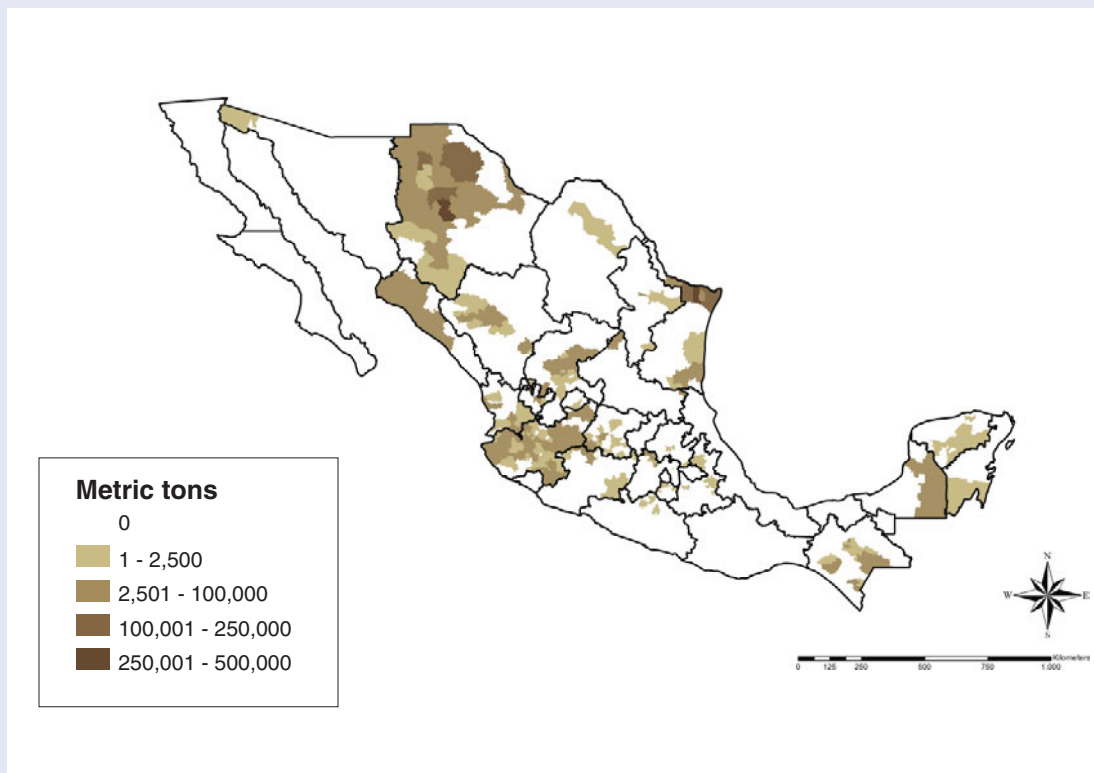 Metric tons
0
1 - 2,500
2,501 - 100,000
100,001 - 250,000
250,001 - 500,000
N
W
E
S
Kilometers
0 125 250 500 750 1.000